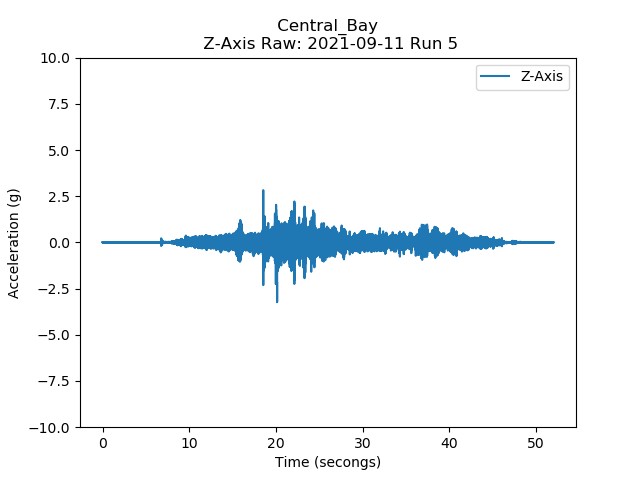 Central_Bay
Z-Axis Raw: 2021-09-11 Run 5
Z-Axis
10.0
7.5
5.0
2.5
0.0
−2.5
−5.0
−7.5
−10.0
Acceleration (g)
0 10 20 30 40 50
Time (secongs)